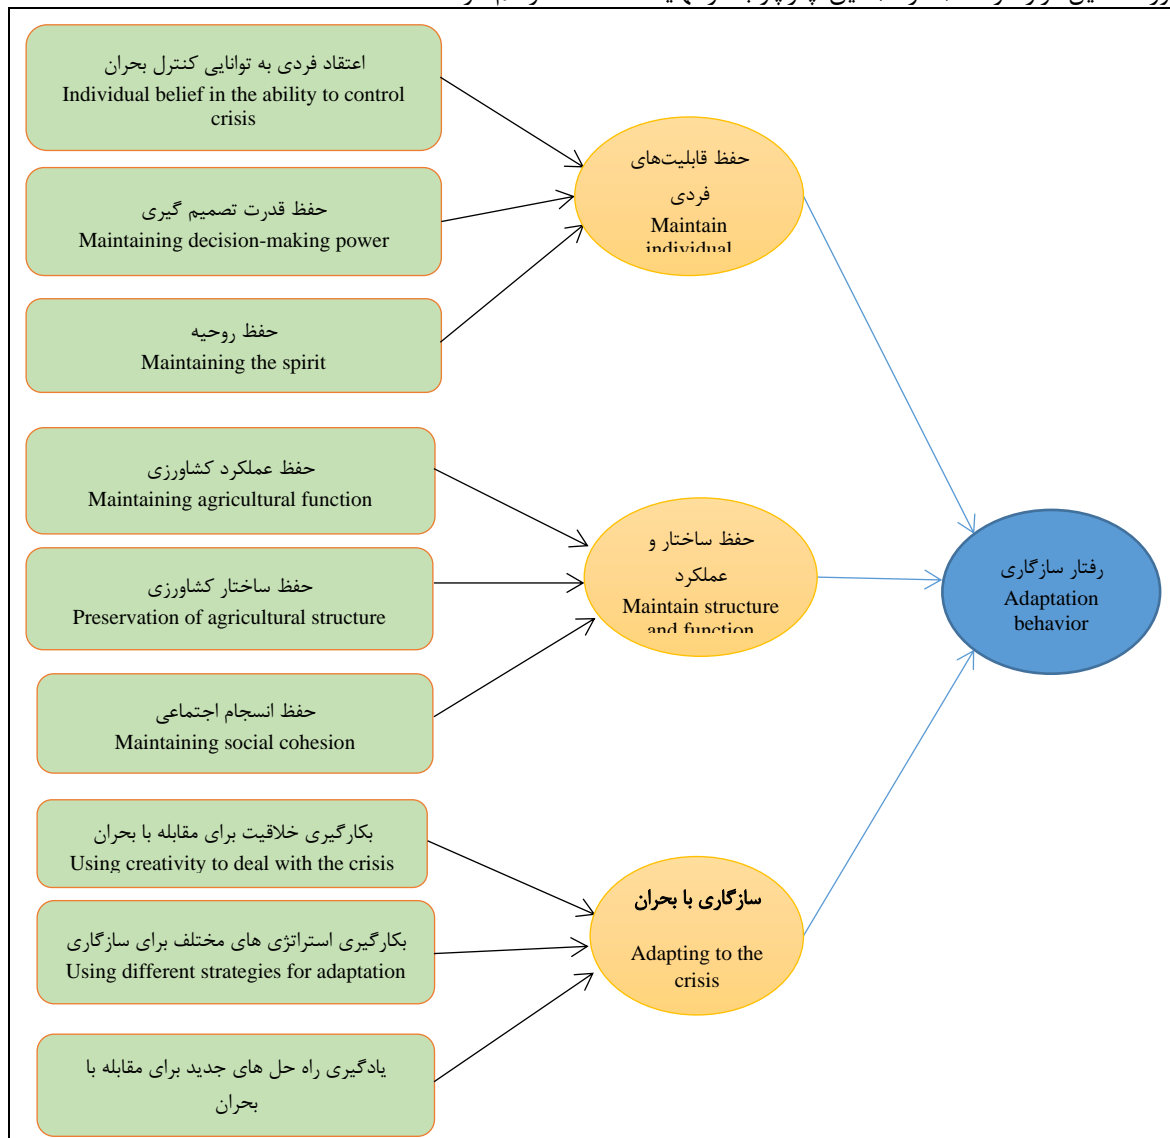 اعتقاد فردی به توانایی کنترل بحران
Individual belief in the ability to control
crisis
حفظ قدرت تصمیم گیری
Maintaining decision-making power
حفظ روحیه
Maintaining the spirit
حفظ قابلیت‌های
فردی
Maintain
individual
حفظ عملکرد کشاورزی
Maintaining agricultural function
حفظ ساختار کشاورزی
Preservation of agricultural structure
حفظ انسجام اجتماعی
Maintaining social cohesion
حفظ ساختار و
عملکرد
Maintain structure
and function
رفتار سازگاری
Adaptation
behavior
بکارگیری خلاقیت برای مقابله با بحران
Using creativity to deal with the crisis
بکارگیری استراتژی های مختلف برای سازگاری
Using different strategies for adaptation
یادگیری راه حل های جدید برای مقابله با
بحران
سازگاری با بحران
Adapting to the
crisis